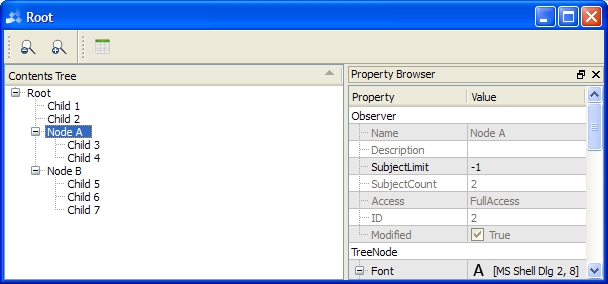 Root
Contents Tree
Root
Child 1
Child 2
Node A
Child 3
Child 4
Node B
Child 5
Child 6
Child 7
Property Browser
Property Value
Observer
Name Node A
Description
SubjectLimit -1
SubjectCount 2
Access FullAccess
ID 2
Modified True
TreeNode
Font A [MS Shell Dlg 2, 8]